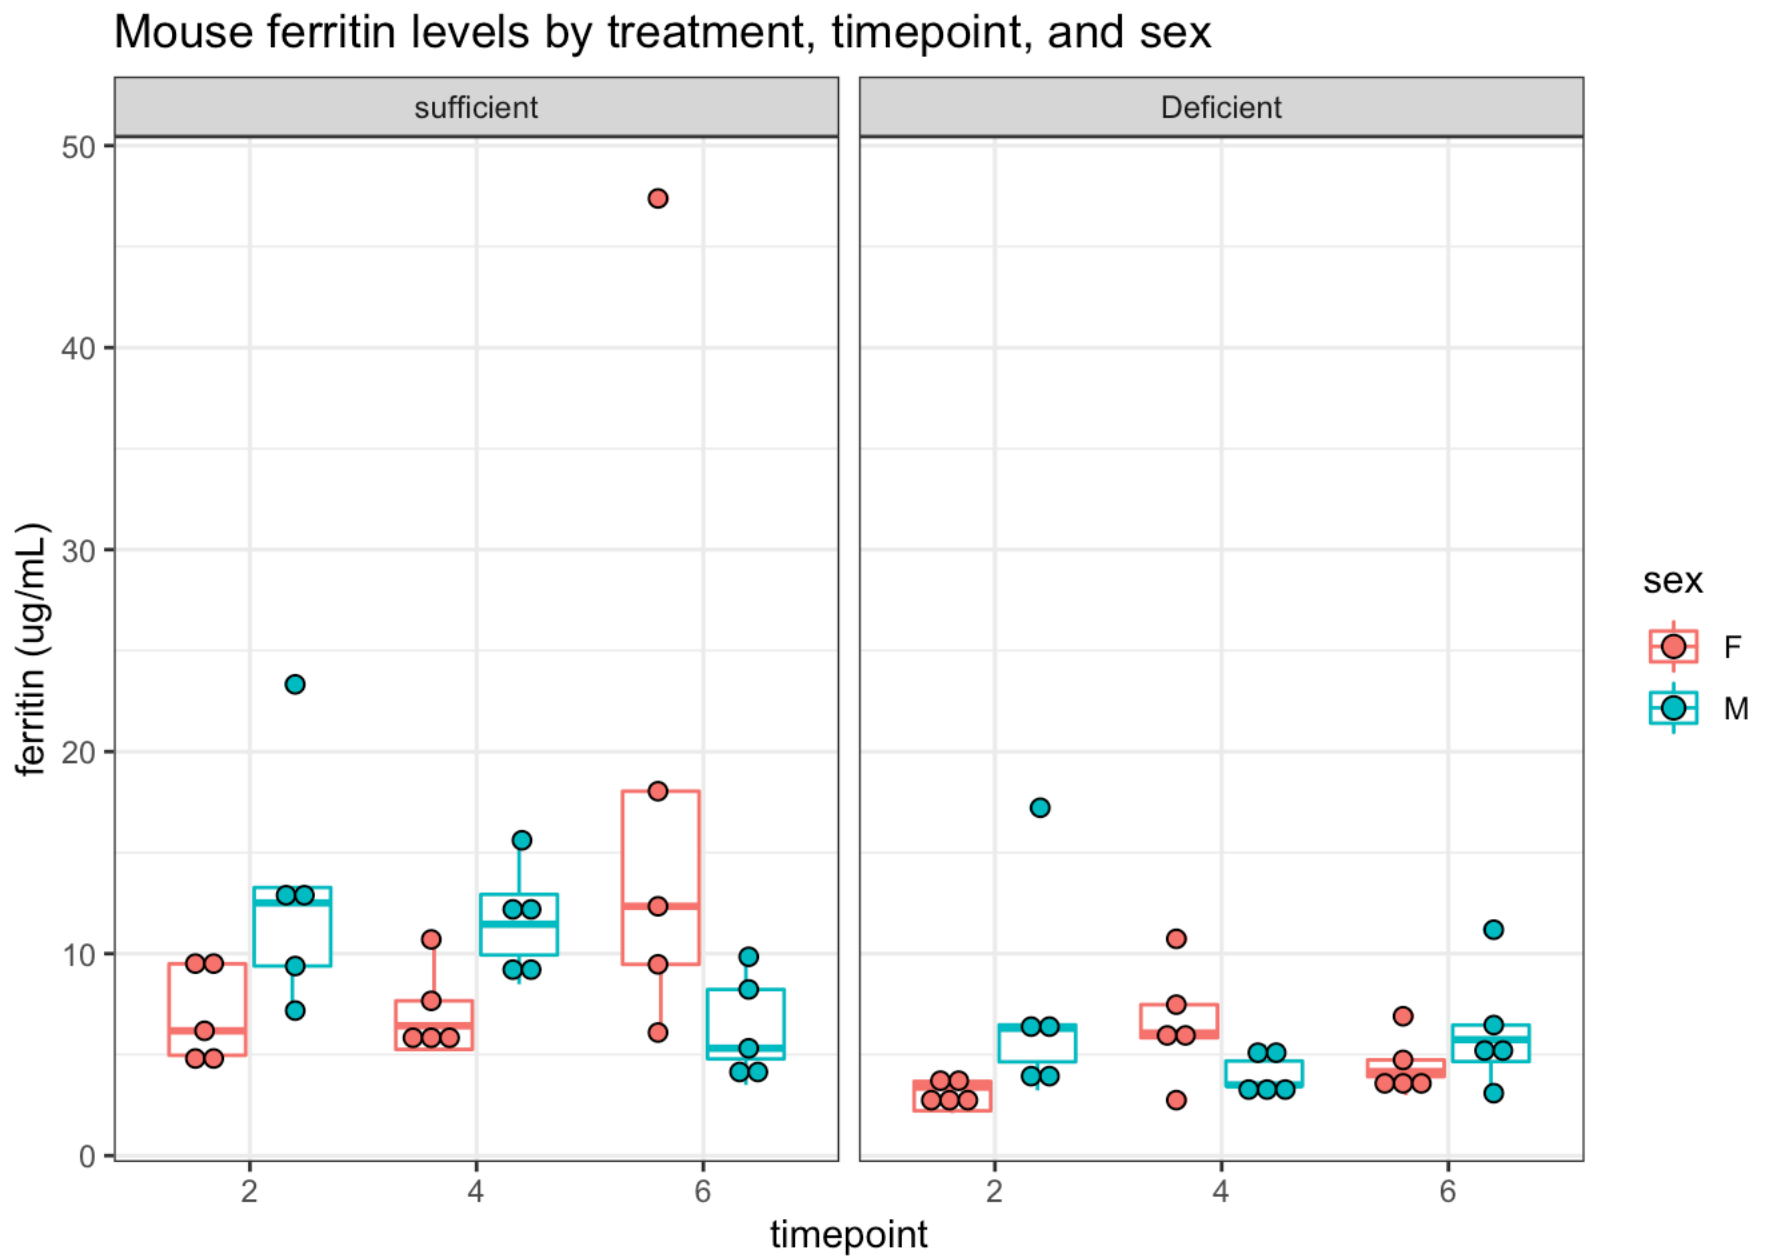 Mouse ferritin levels by treatment, timepoint, and sex
sufficient
Deficient
50
40
30
20
10
0
ferritin (ug/mL)
2
4
6
2
4
6
timepoint
sex
F
M